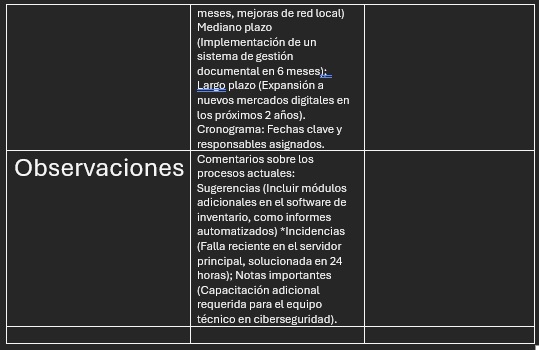 meses, mejoras de red local)
Mediano plazo
(Implementación de un
sistema de gestión
documental en 6 meses);
Largo plazo (Expansión a
nuevos mercados digitales en
los próximos 2 años).
Cronograma: Fechas clave y
responsables asignados.
Observaciones
Comentarios sobre los
procesos actuales:
Sugerencias (Incluir módulos
adicionales en el software de
inventario, como informes
automatizados) *Incidencias
(Falla reciente en el servidor
principal, solucionada en 24
horas); Notas importantes
(Capacitación adicional
requerida para el equipo
técnico en ciberseguridad).